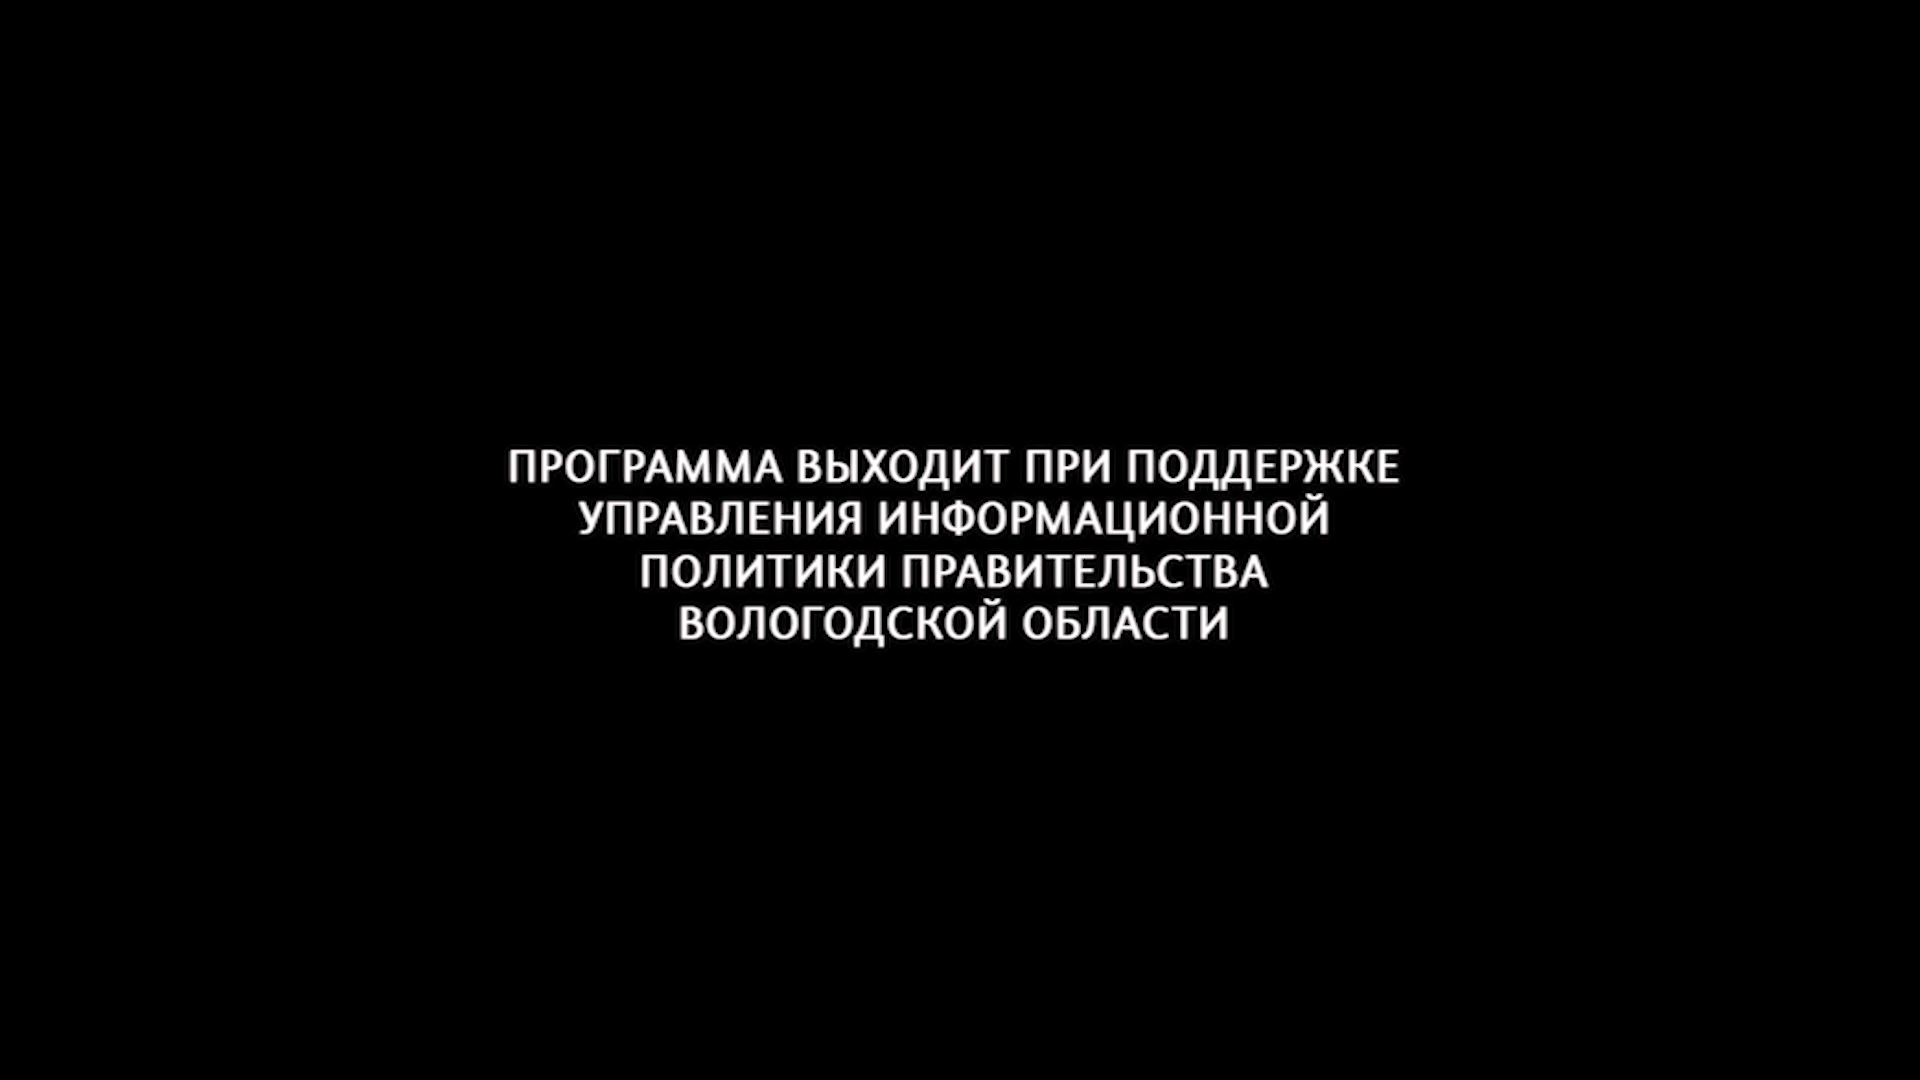 ПРОГРАММА ВЫХОДИТ ПРИ ПОДДЕРЖКЕ
УПРАВЛЕНИЯ ИНФОРМАЦИОННОЙ
ПОЛИТИКИ ПРАВИТЕЛЬСТВА
ВОЛОГОДСКОЙ ОБЛАСТИ